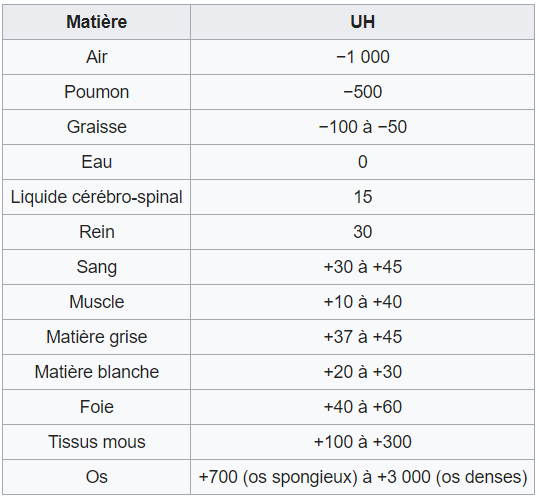 Matière UH
Air −1 000
Poumon −500
Graisse −100 à −50
Eau 0
Liquide cérébro-spinal 15
Rein 30
Sang +30 à +45
Muscle +10 à +40
Matière grise +37 à +45
Matière blanche +20 à +30
Foie +40 à +60
Tissus mous +100 à +300
Os +700 (os spongieux) à +3 000 (os denses)